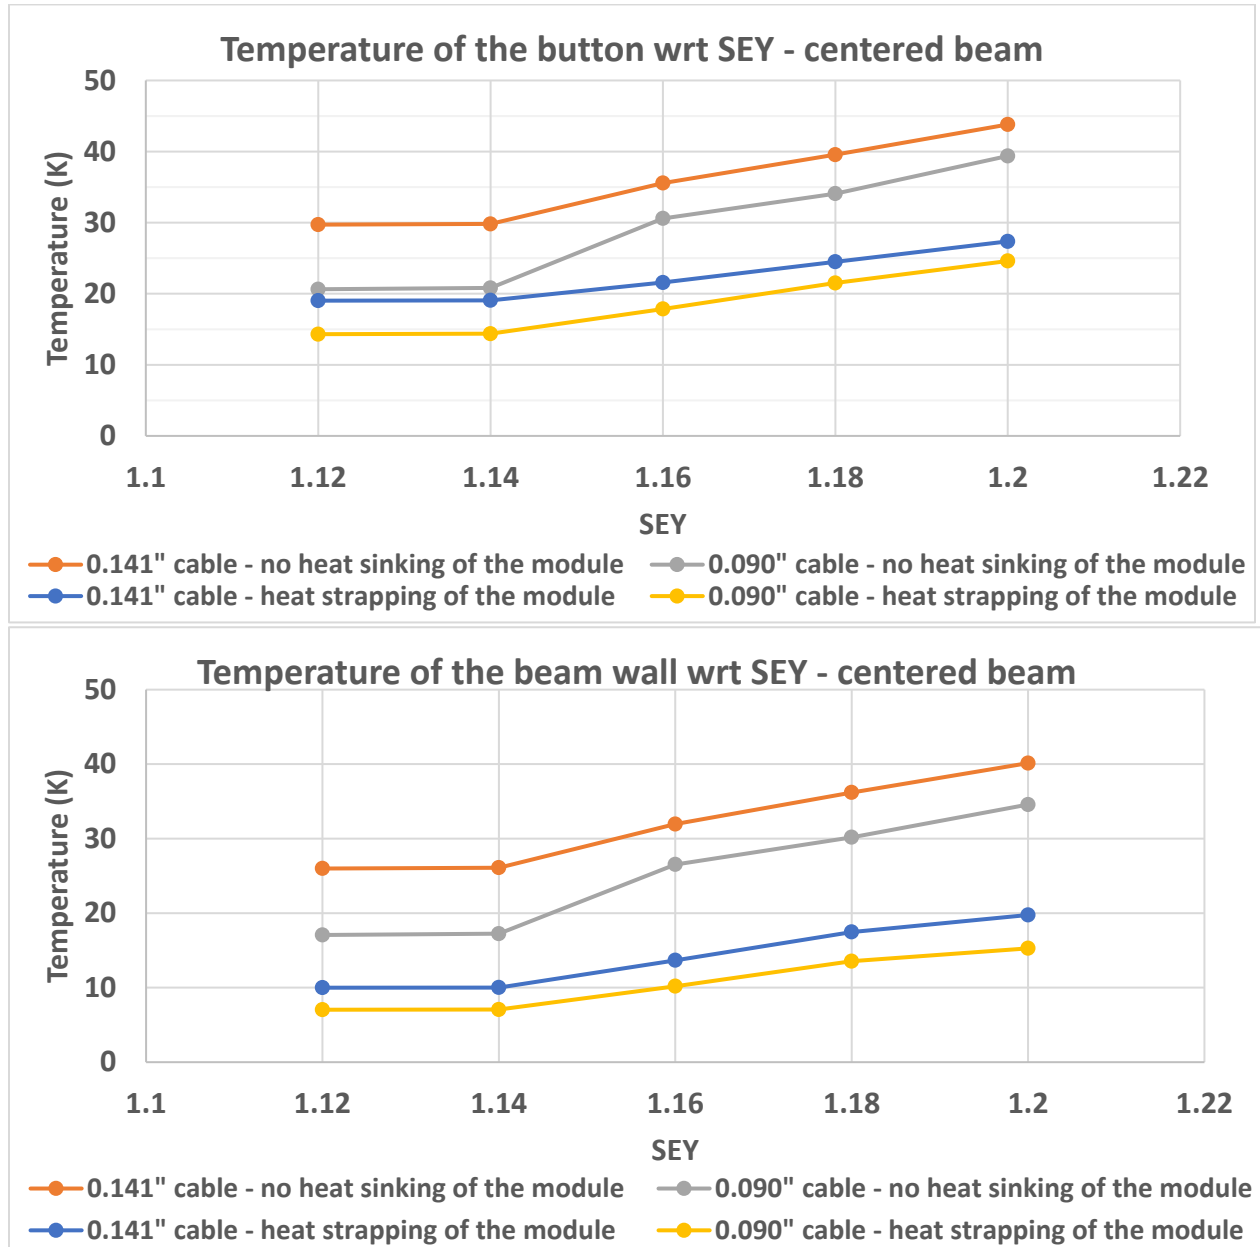 Temperature of the button wrt SEY - centered beam
50
40
30
20
10
0
Temperature (K)
1.1 1.12 1.14 1.16 1.18 1.2 1.22
SEY
0.141" cable - no heat sinking of the module 0.090" cable - no heat sinking of the module
0.141" cable - heat strapping of the module 0.090" cable - heat strapping of the module
Temperature of the beam wall wrt SEY - centered beam
50
40
30
20
10
0
Temperature (K)
1.1 1.12 1.14 1.16 1.18 1.2 1.22
SEY
0.141" cable - no heat sinking of the module 0.090" cable - no heat sinking of the module
0.141" cable - heat strapping of the module 0.090" cable - heat strapping of the module